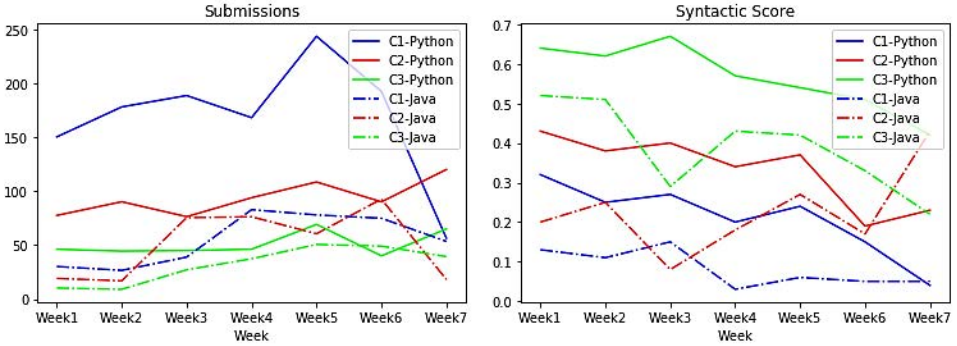 Submissions
250
200
150
100
50
0
C1-Python
C2-Python
C3-Python
C1-Java
C2-Java
C3-Java
Week1 Week2 Week3 Week4 Week5 Week6 Week7
Week
Syntactic Score
0.7
0.6
0.5
0.4
0.3
0.2
0.1
0.0
C1-Python
C2-Python
C3-Python
C1-Java
C2-Java
C3-Java
Week1 Week2 Week3 Week4 Week5 Week6 Week7
Week